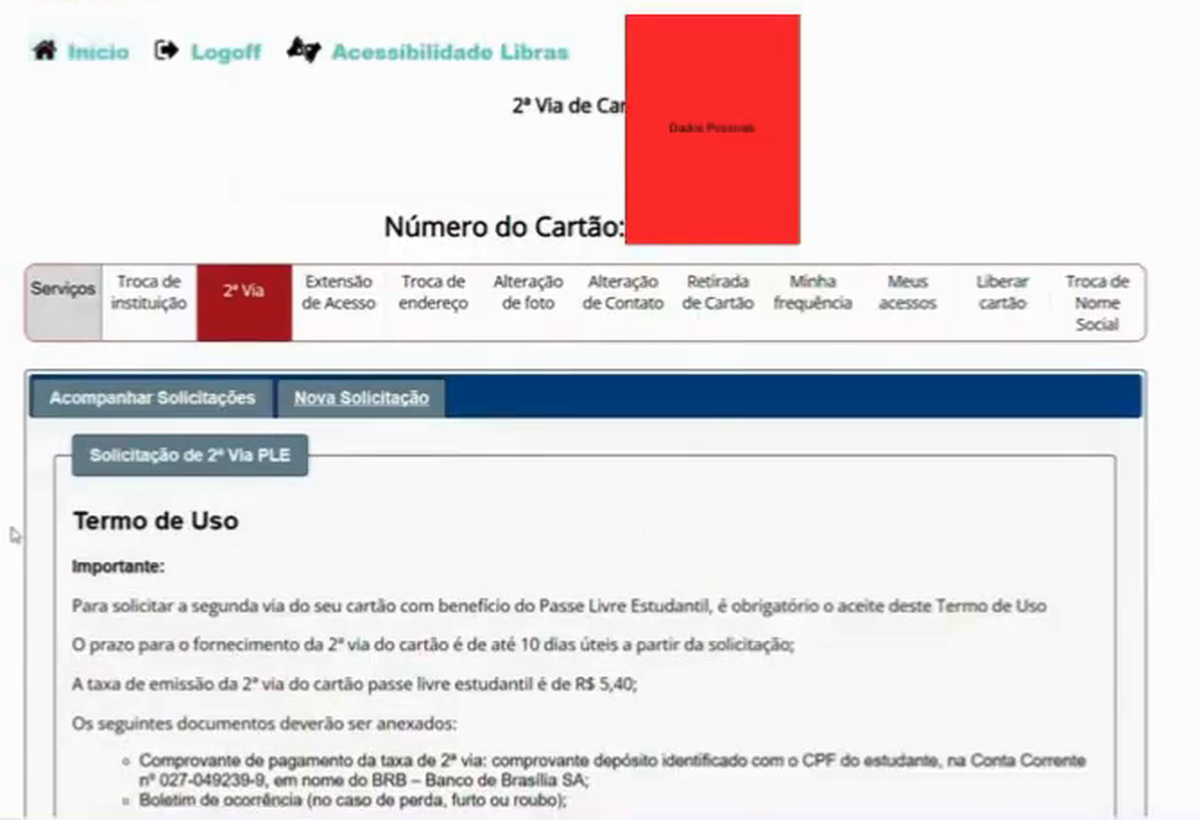 Início Logoff Acessibilidade Libras
2ª Via de Car
Dados Pessoais
Número do Cartão:
Serviços
Troca de instituição
2ª Via
Extensão de Acesso
Troca de endereço
Alteração de foto
Alteração de Contato
Retirada de Cartão
Minha frequência
Meus acessos
Liberar cartão
Troca de Nome Social
Acompanhar Solicitações Nova Solicitação
Solicitação de 2ª Via PLE
Termo de Uso
Importante:
Para solicitar a segunda via do seu cartão com benefício do Passe Livre Estudantil, é obrigatório o aceite deste Termo de Uso
O prazo para o fornecimento da 2ª via do cartão é de até 10 dias úteis a partir da solicitação;
A taxa de emissão da 2ª via do cartão passe livre estudantil é de R$ 5,40;
Os seguintes documentos deverão ser anexados:
Comprovante de pagamento da taxa de 2ª via: comprovante depósito identificado com o CPF do estudante, na Conta Corrente
nº 027-049239-9, em nome do BRB – Banco de Brasília SA;
Boletim de ocorrência (no caso de perda, furto ou roubo);